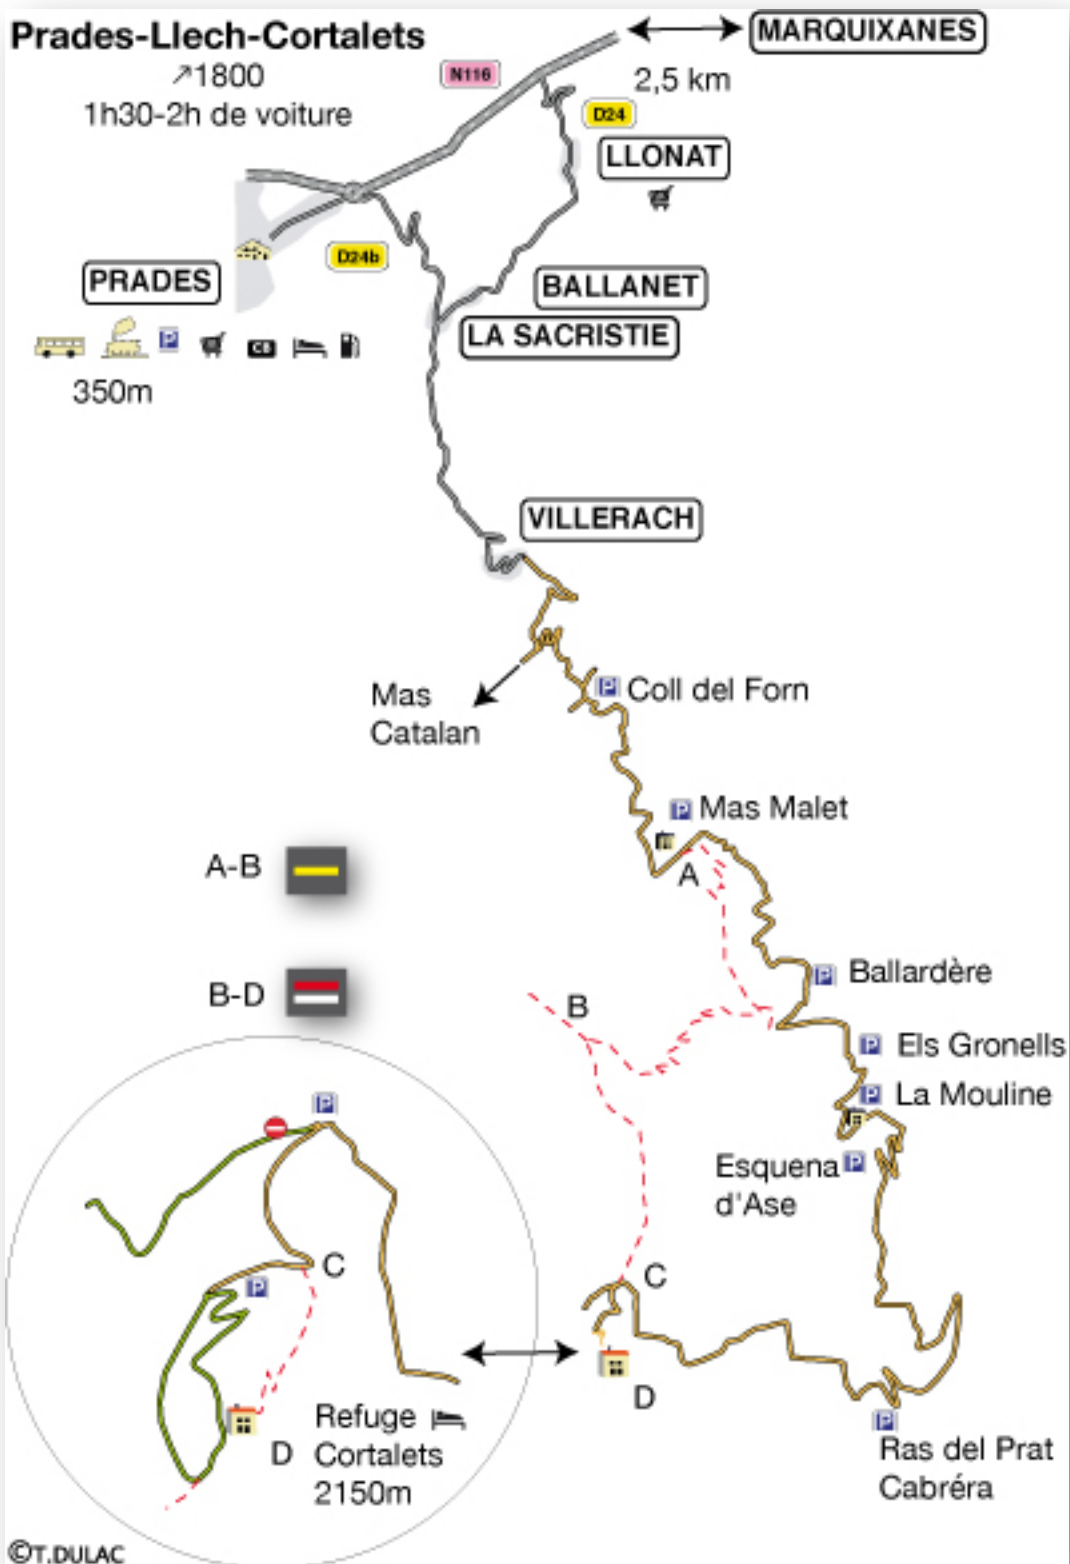 Prades-Llech-Cortalets
↗1800
1h30-2h de voiture
N116
MARQUIXANES
2,5 km
D24
LLONAT
D24b
PRADES
BALLANET
LA SACRISTIE
P
CB
350m
VILLERACH
Mas
Catalan
P Coll del Forn
P Mas Malet
A
A-B
P Ballardère
B-D
B
P Els Gronells
P La Mouline
Esquena P
d'Ase
P
C
P
C
D
Refuge
D Cortalets
2150m
P
Ras del Prat
Cabréra
©T.DULAC